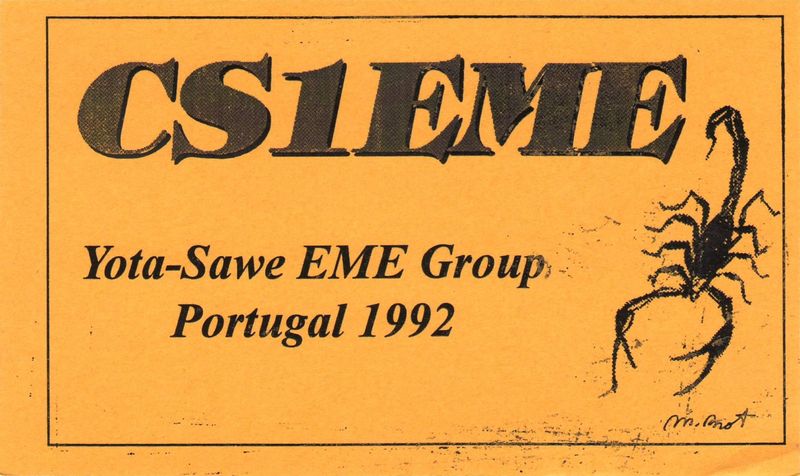 CS1EME
Yota-Sawe EME Group
Portugal 1992